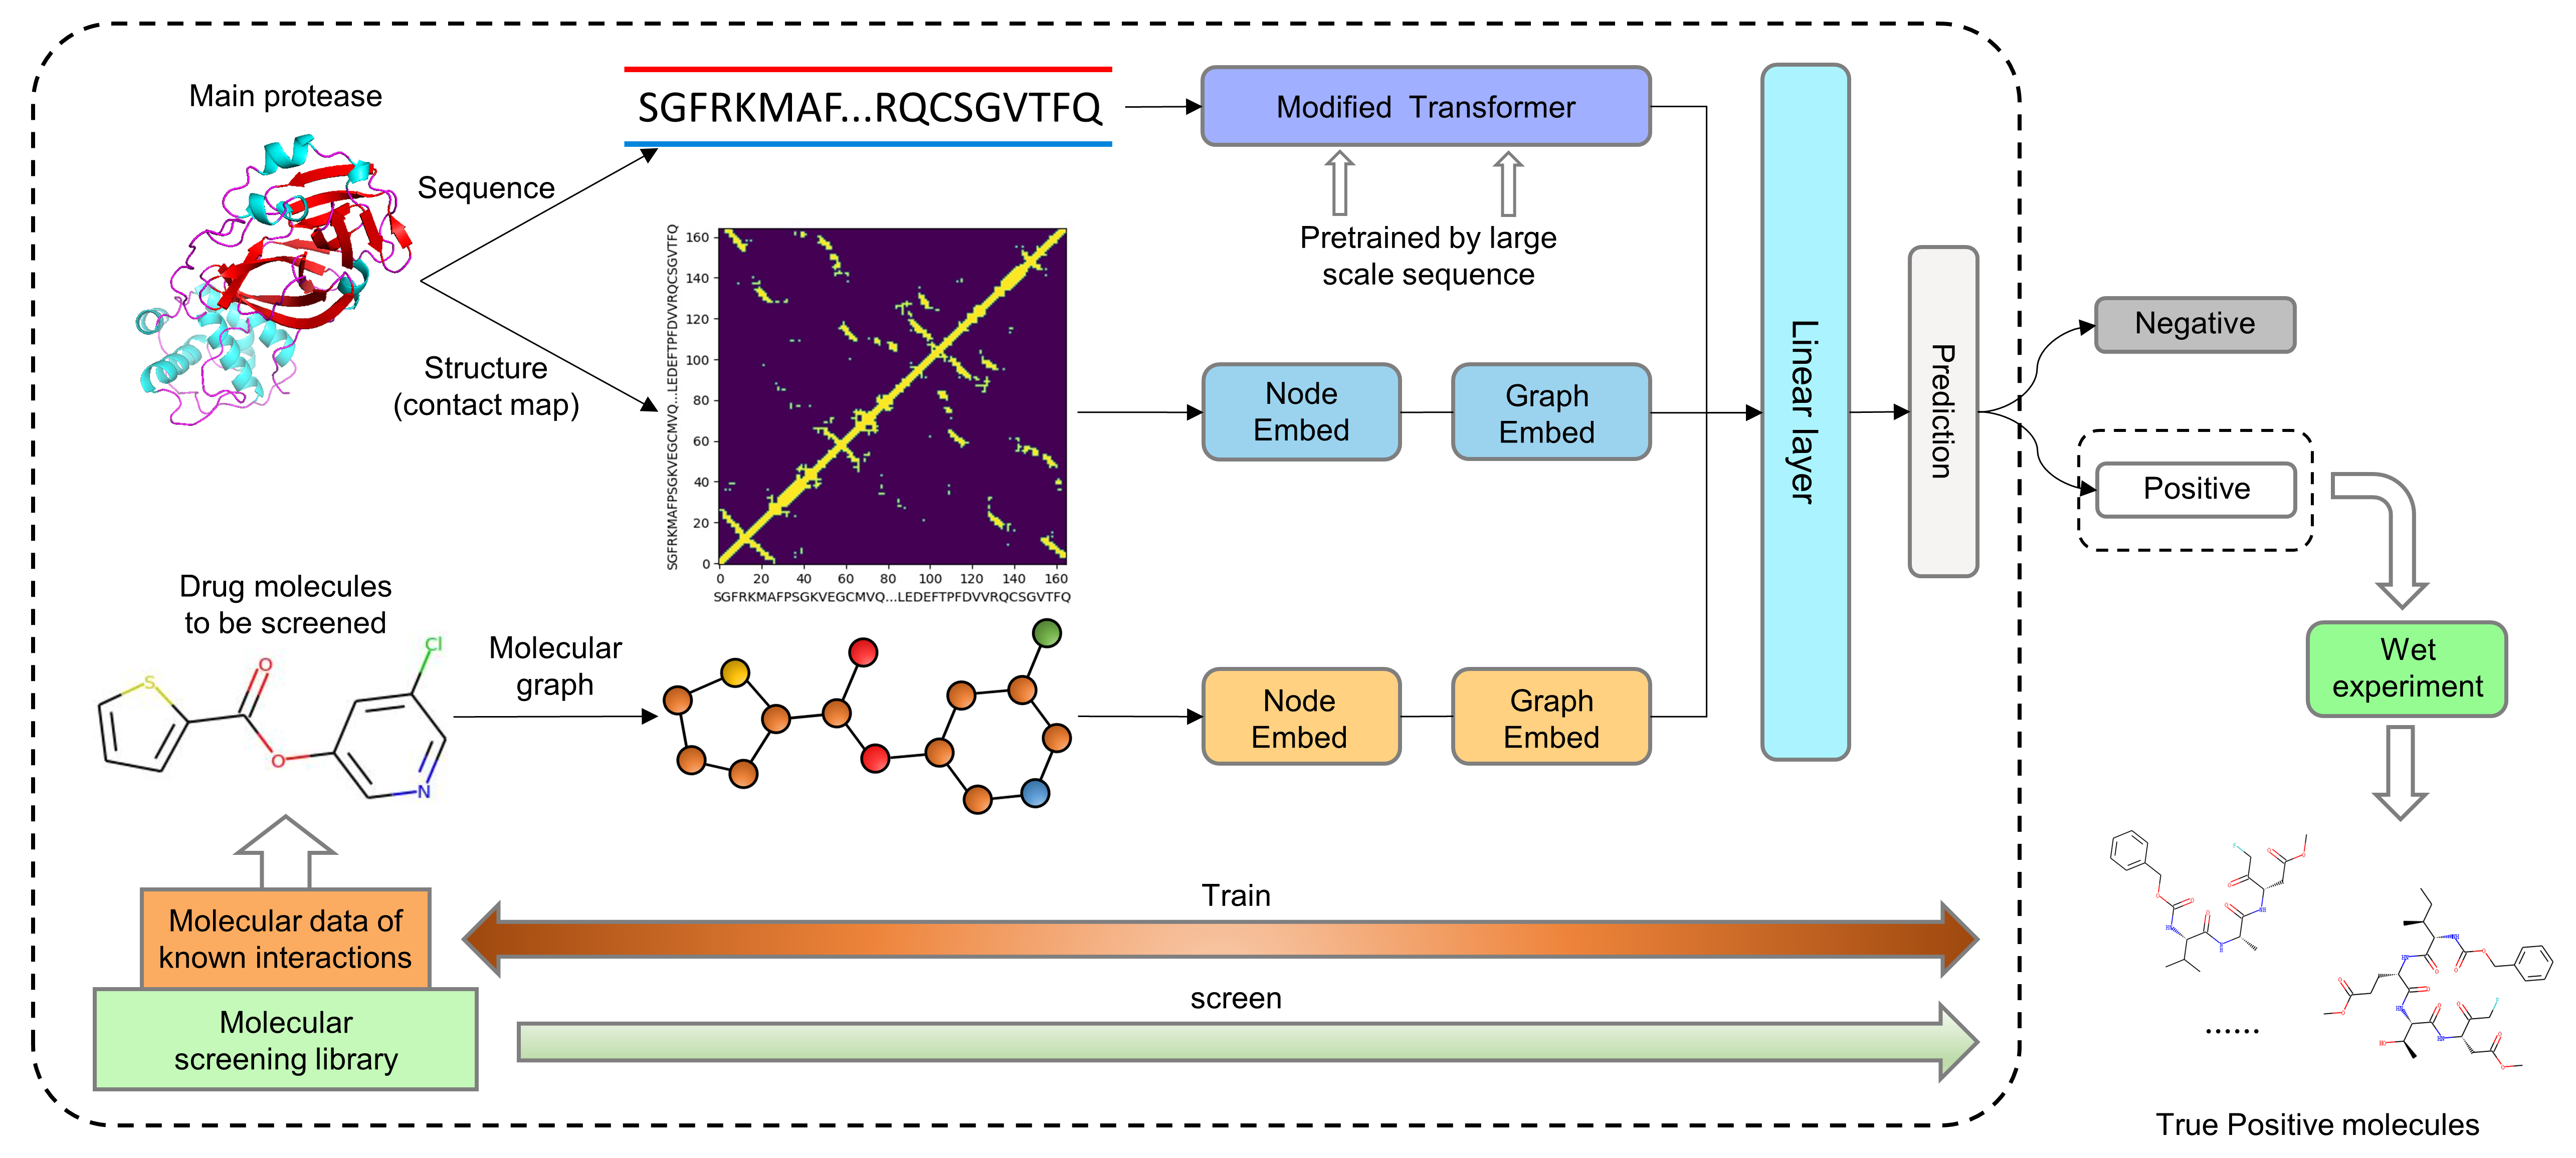 Main protease
SGFRKMAF...RQCSGVTFQ
Modified Transformer
Sequence
Pretrained by large
scale sequence
Structure
(contact map)
SGFRKMAFPSGKVEGCMVQ...LEDEFTPFDVVRQCSGVTFQ
160
140
120
100
80
60
40
20
0
0 20 40 60 80 100 120 140 160
SGFRKMAFPSGKVEGCMVQ...LEDEFTPFDVVRQCSGVTFQ
Node
Embed
Graph
Embed
Linear layer
Prediction
Negative
Positive
Wet
experiment
Drug molecules
to be screened
S
O
O
Cl
N
Molecular
graph
Node
Embed
Graph
Embed
Molecular data of
known interactions
Molecular
screening library
Train
screen
......
True Positive molecules